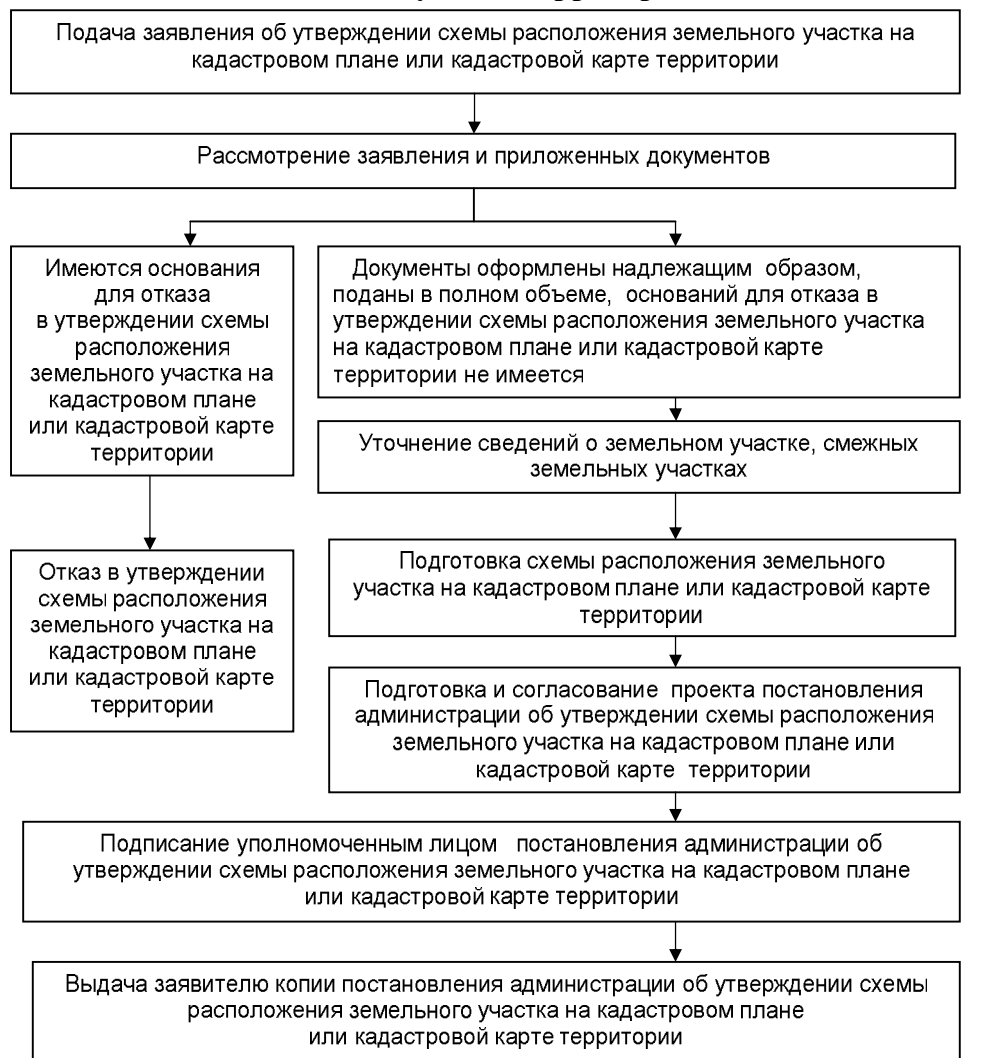 Подача заявления об утверждении схемы расположения земельного участка на
кадастровом плане или кадастровой карте территории
Рассмотрение заявления и приложенных документов
Имеются основания
для отказа
в утверждении схемы
расположения
земельного участка на
кадастровом плане
или кадастровой карте
территории
Документы оформлены надлежащим образом,
поданы в полном объеме, оснований для отказа в
утверждении схемы расположения земельного участка
на кадастровом плане или кадастровой карте
территории не имеется
Уточнение сведений о земельном участке, смежных
земельных участках
Отказ в утверждении
схемы расположения
земельного участка на
кадастровом плане
или кадастровой карте
территории
Подготовка схемы расположения земельного
участка на кадастровом плане или кадастровой карте
территории
Подготовка и согласование проекта постановления
администрации об утверждении схемы расположения
земельного участка на кадастровом плане или
кадастровой карте территории
Подписание уполномоченным лицом постановления администрации об
утверждении схемы расположения земельного участка на кадастровом плане
или кадастровой карте территории
Выдача заявителю копии постановления администрации об утверждении схемы
расположения земельного участка на кадастровом плане
или кадастровой карте территории